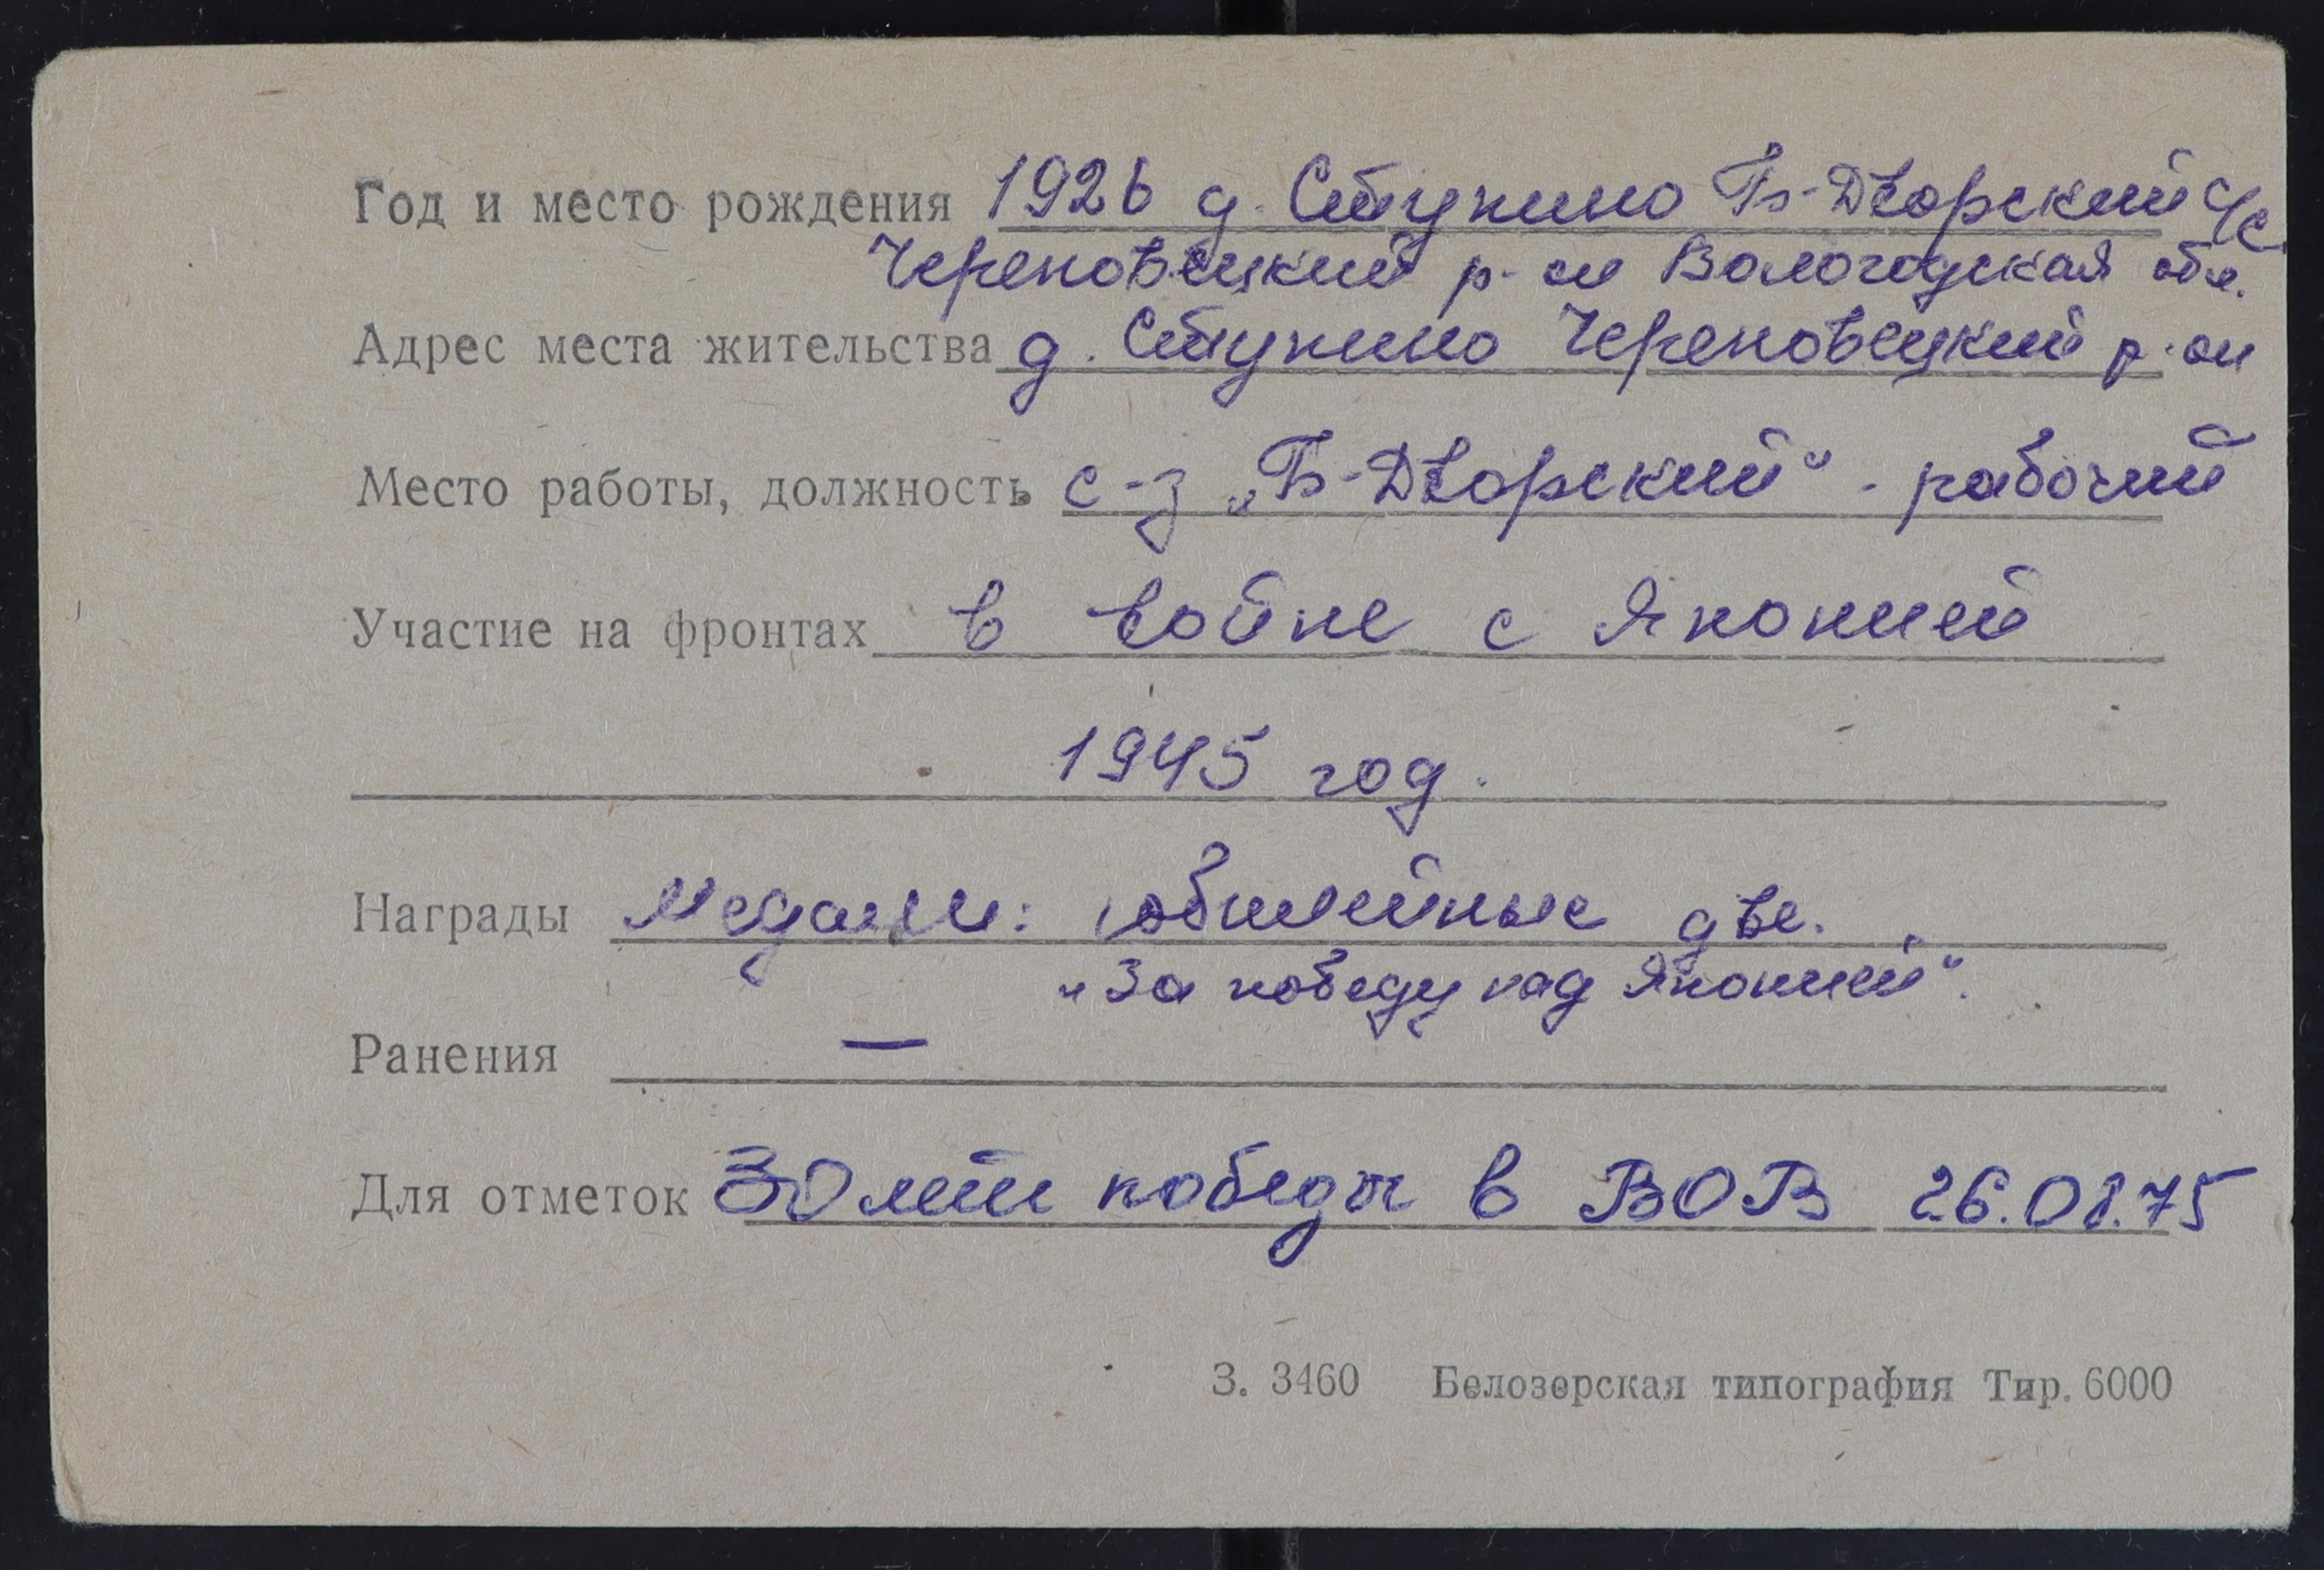 Год и место рождения 1926 д. Ступино Б-Дворский с/с
Череповецкий р-он Вологодская обл.
Адрес места жительства д. Ступино Череповецкий р-он
Место работы, должность с-з „Б-Дворский“ - рабочий
Участие на фронтах в войне с Японией
1945 год.
Награды Медали: юбилейные две.
„За победу над Японией“.
Ранения —
Для отметок 30 лет победы в ВОВ 26.08.75
З. 3460 Белозерская типография Тир. 6000